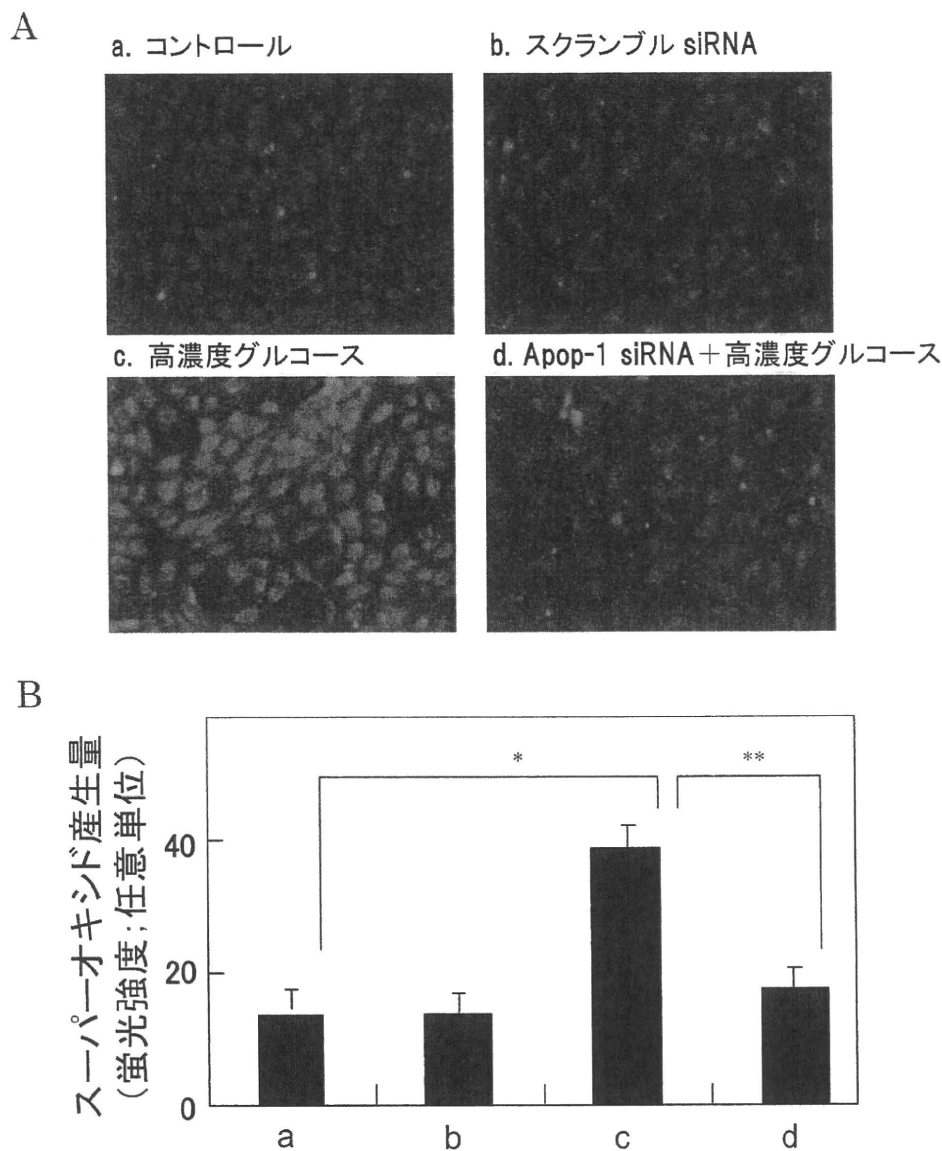 A
a. コントロール
b. スクランブル siRNA
c. 高濃度グルコース
d. Apop-1 siRNA＋高濃度グルコース
B
スーパーオキシド産生量
（蛍光強度；任意単位）
*
**
40
20
0
a
b
c
d